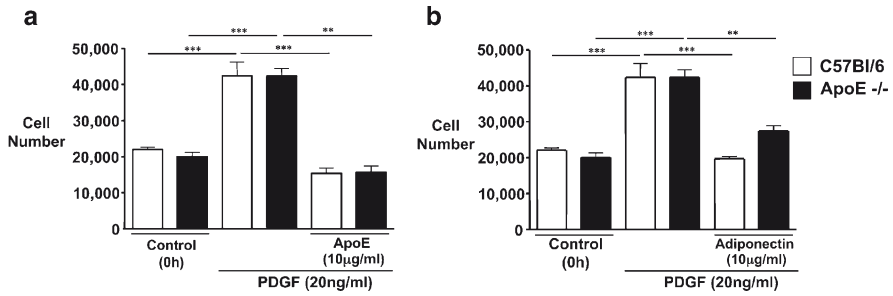 a
***
**
***
***
50,000
40,000
30,000
20,000
10,000
0
Cell
Number
Control
(0h)
ApoE
(10µg/ml)
PDGF (20ng/ml)
b
***
**
***
***
50,000
40,000
30,000
20,000
10,000
0
Cell
Number
Control
(0h)
Adiponectin
(10µg/ml)
PDGF (20ng/ml)
C57Bl/6
ApoE -/-